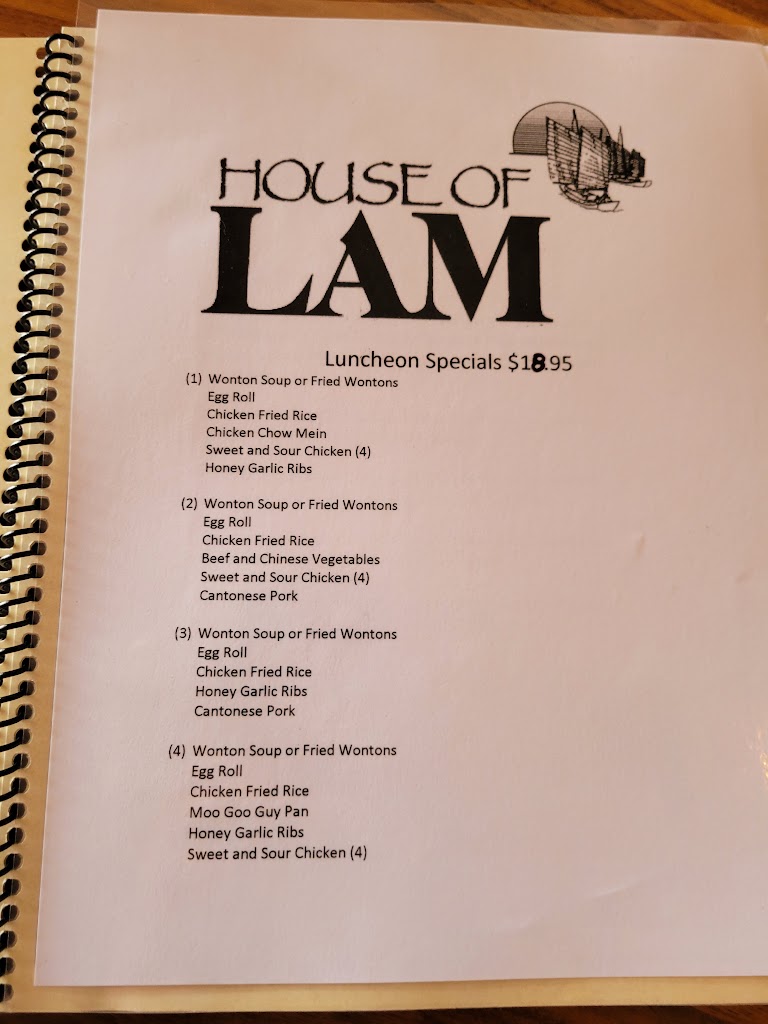 HOUSE OF
LAM
Luncheon Specials $18.95
(1) Wonton Soup or Fried Wontons
Egg Roll
Chicken Fried Rice
Chicken Chow Mein
Sweet and Sour Chicken (4)
Honey Garlic Ribs
(2) Wonton Soup or Fried Wontons
Egg Roll
Chicken Fried Rice
Beef and Chinese Vegetables
Sweet and Sour Chicken (4)
Cantonese Pork
(3) Wonton Soup or Fried Wontons
Egg Roll
Chicken Fried Rice
Honey Garlic Ribs
Cantonese Pork
(4) Wonton Soup or Fried Wontons
Egg Roll
Chicken Fried Rice
Moo Goo Guy Pan
Honey Garlic Ribs
Sweet and Sour Chicken (4)